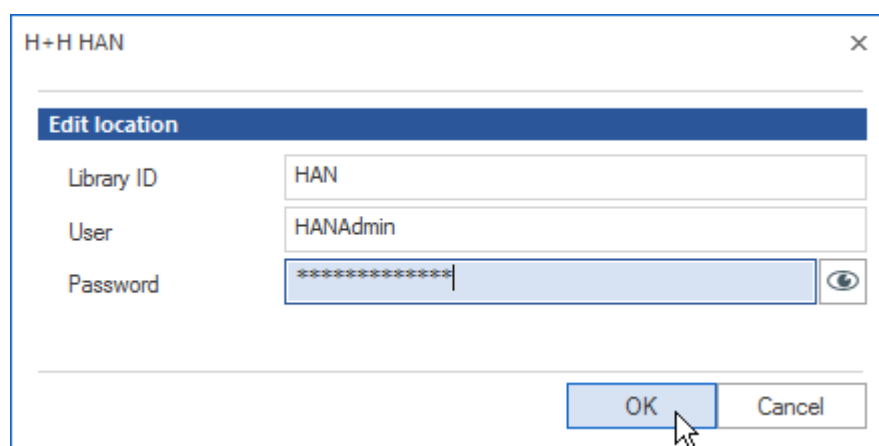 H+H HAN
Edit location
Library ID HAN
User HANAdmin
Password *************
OK Cancel